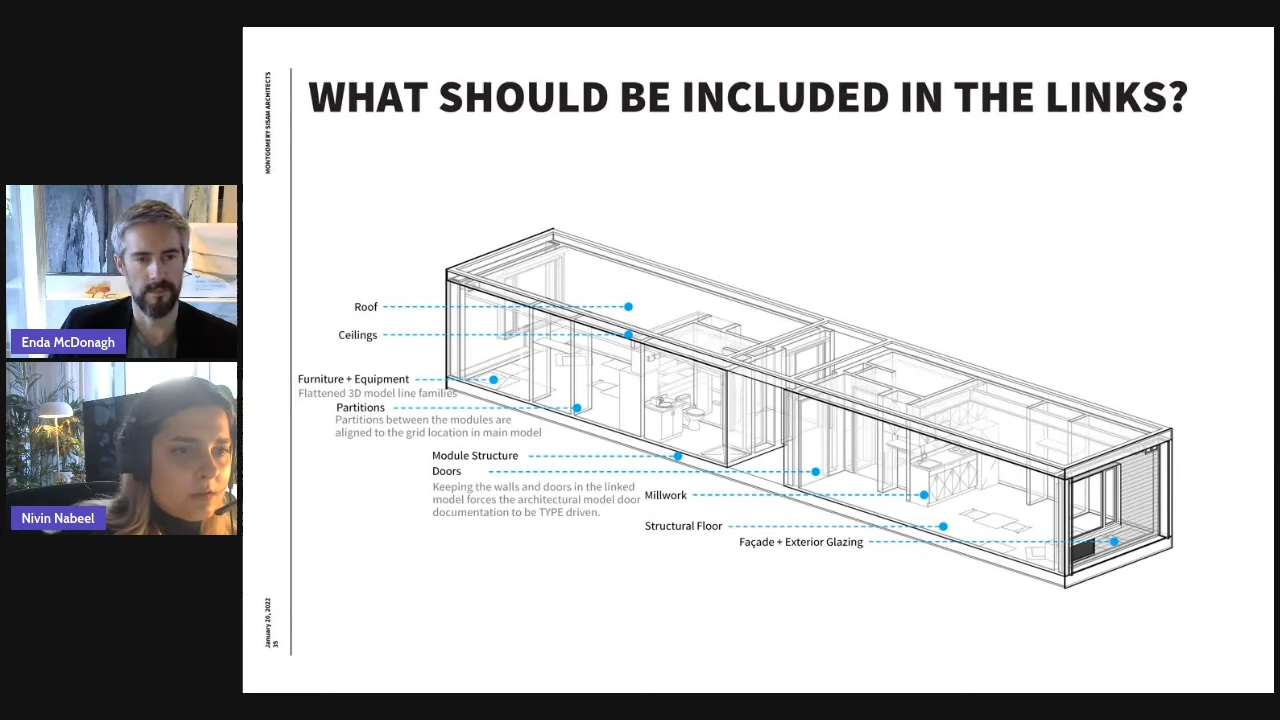 WHAT SHOULD BE INCLUDED IN THE LINKS?
MONTGOMERY SISAM ARCHITECTS
Roof
Ceilings
Furniture + Equipment
Flattened 3D model line families
Partitions
Partitions between the modules are
aligned to the grid location in main model
Module Structure
Doors
Keeping the walls and doors in the linked
model forces the architectural model door
documentation to be TYPE driven.
Millwork
Structural Floor
Façade + Exterior Glazing
January 20, 2022
35
Enda McDonagh
Nivin Nabeel